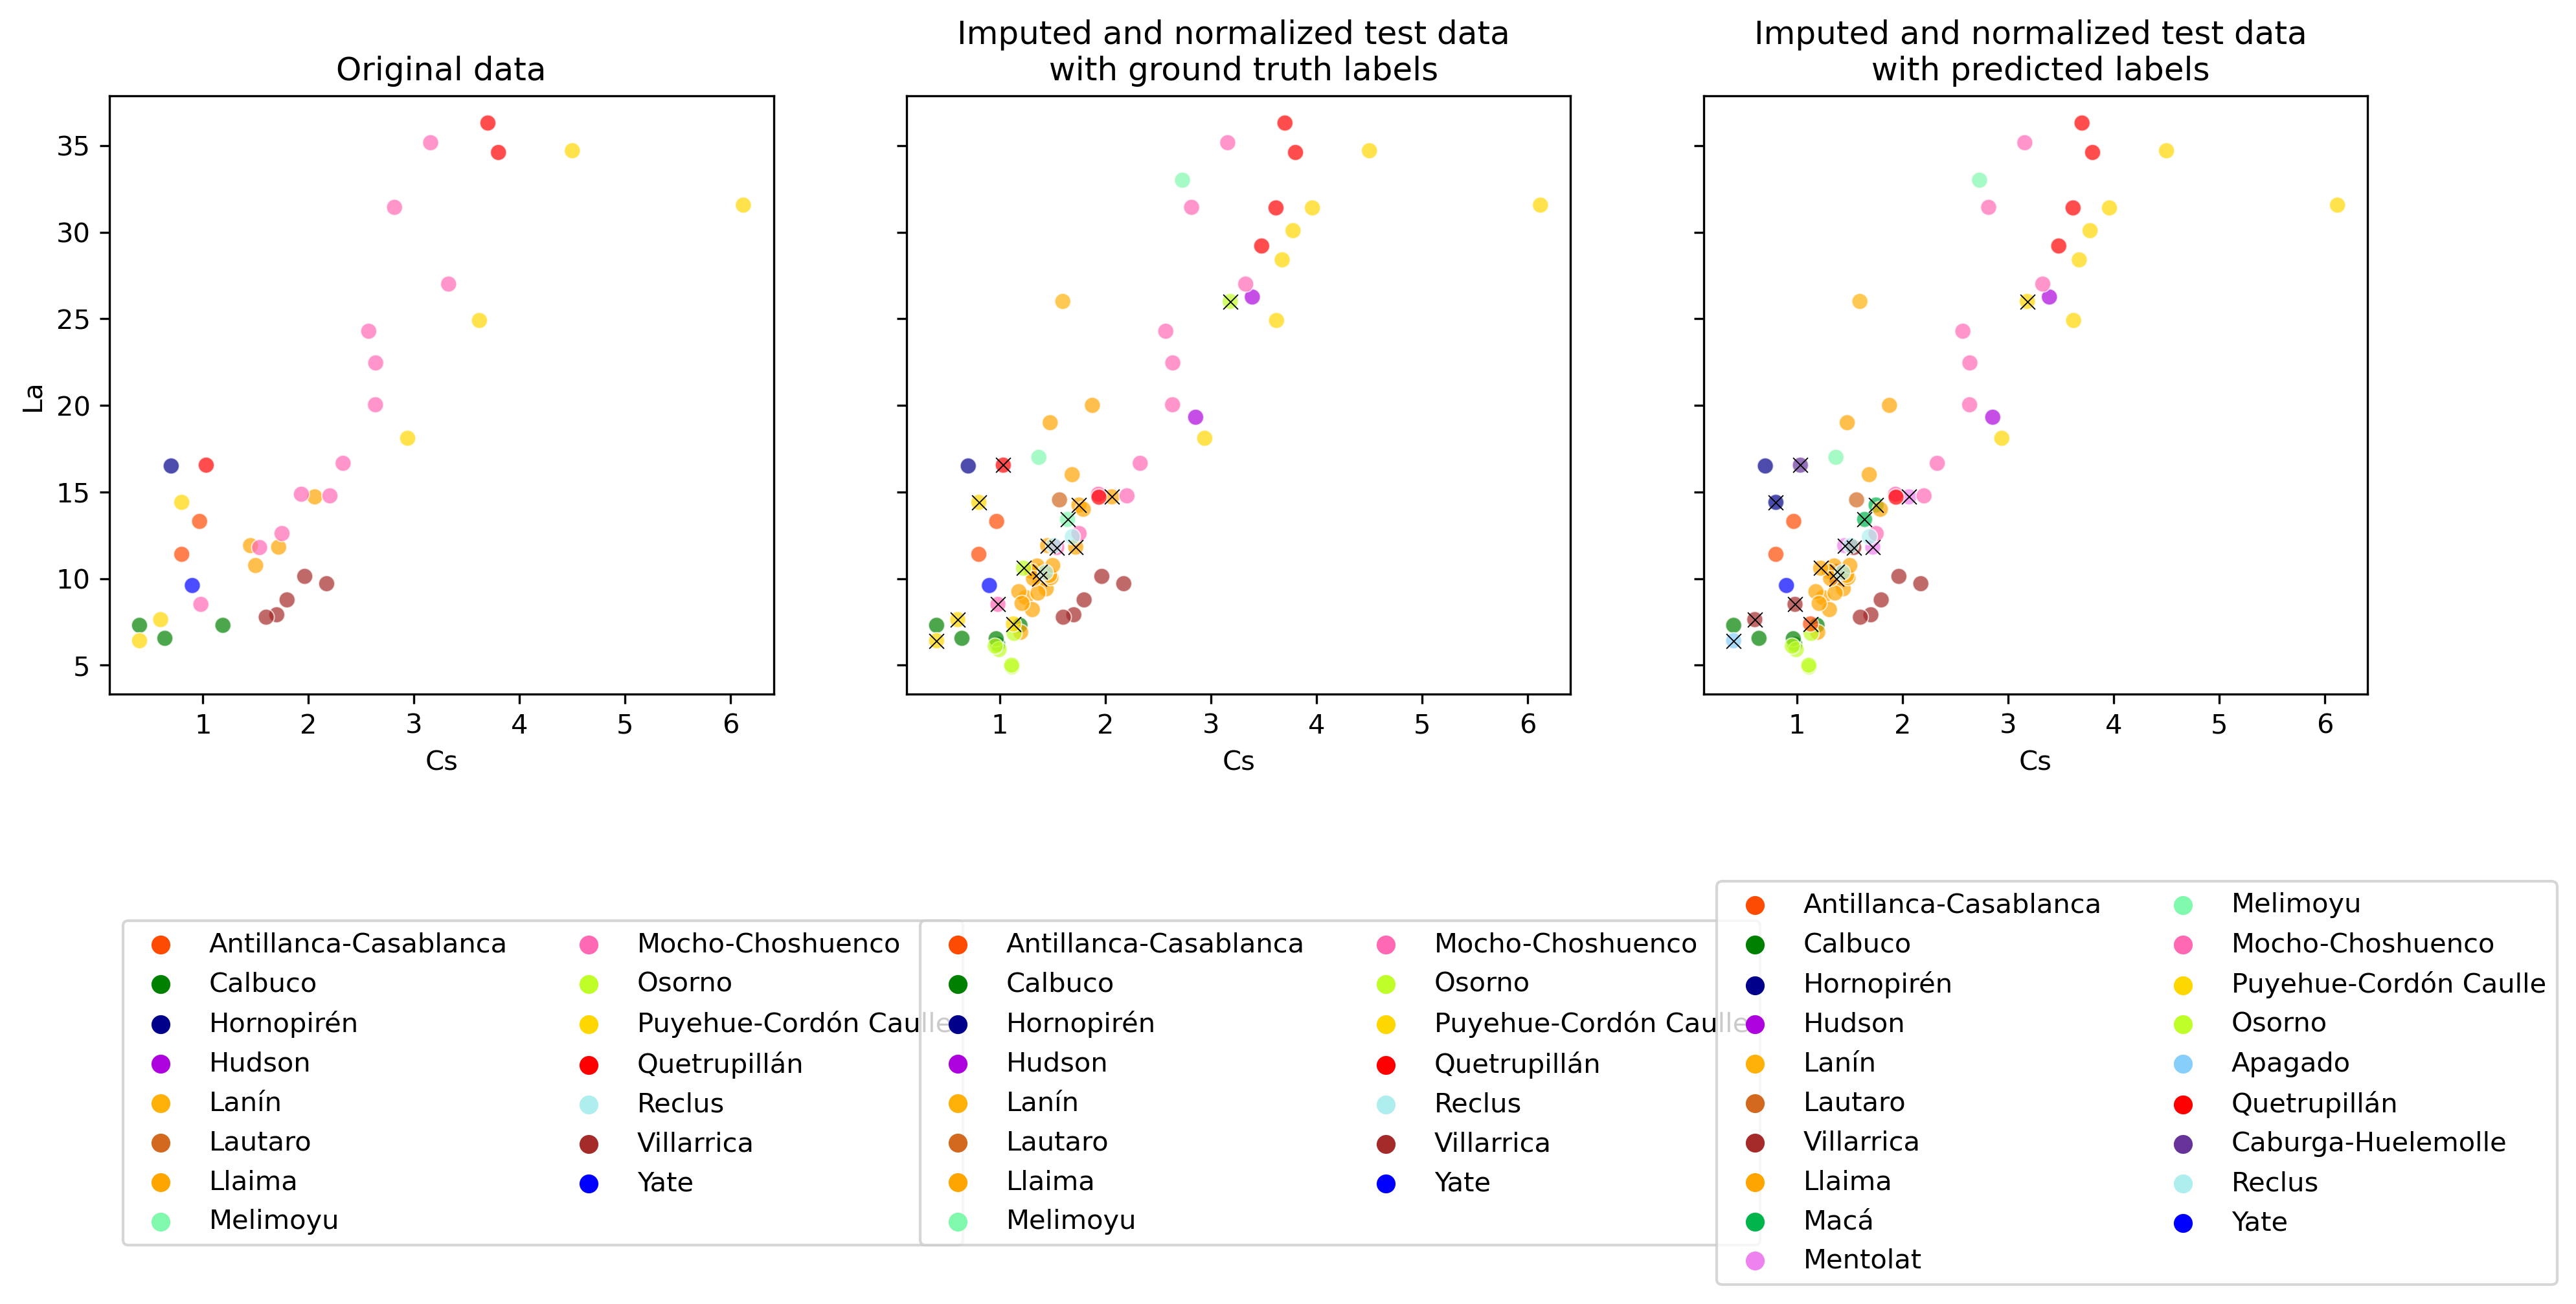 Original data
Imputed and normalized test data
with ground truth labels
Imputed and normalized test data
with predicted labels
La
35
30
25
20
15
10
5
1 2 3 4 5 6
Cs
1 2 3 4 5 6
Cs
1 2 3 4 5 6
Cs
Antillanca-Casablanca
Calbuco
Hornopirén
Hudson
Lanín
Lautaro
Llaima
Melimoyu
Mocho-Choshuenco
Osorno
Puyehue-Cordón Caulle
Quetrupillán
Reclus
Villarrica
Yate
Antillanca-Casablanca
Calbuco
Hornopirén
Hudson
Lanín
Lautaro
Llaima
Melimoyu
Mocho-Choshuenco
Osorno
Puyehue-Cordón Caulle
Quetrupillán
Reclus
Villarrica
Yate
Antillanca-Casablanca
Calbuco
Hornopirén
Hudson
Lanín
Lautaro
Villarrica
Llaima
Macá
Mentolat
Melimoyu
Mocho-Choshuenco
Puyehue-Cordón Caulle
Osorno
Apagado
Quetrupillán
Caburga-Huelemolle
Reclus
Yate